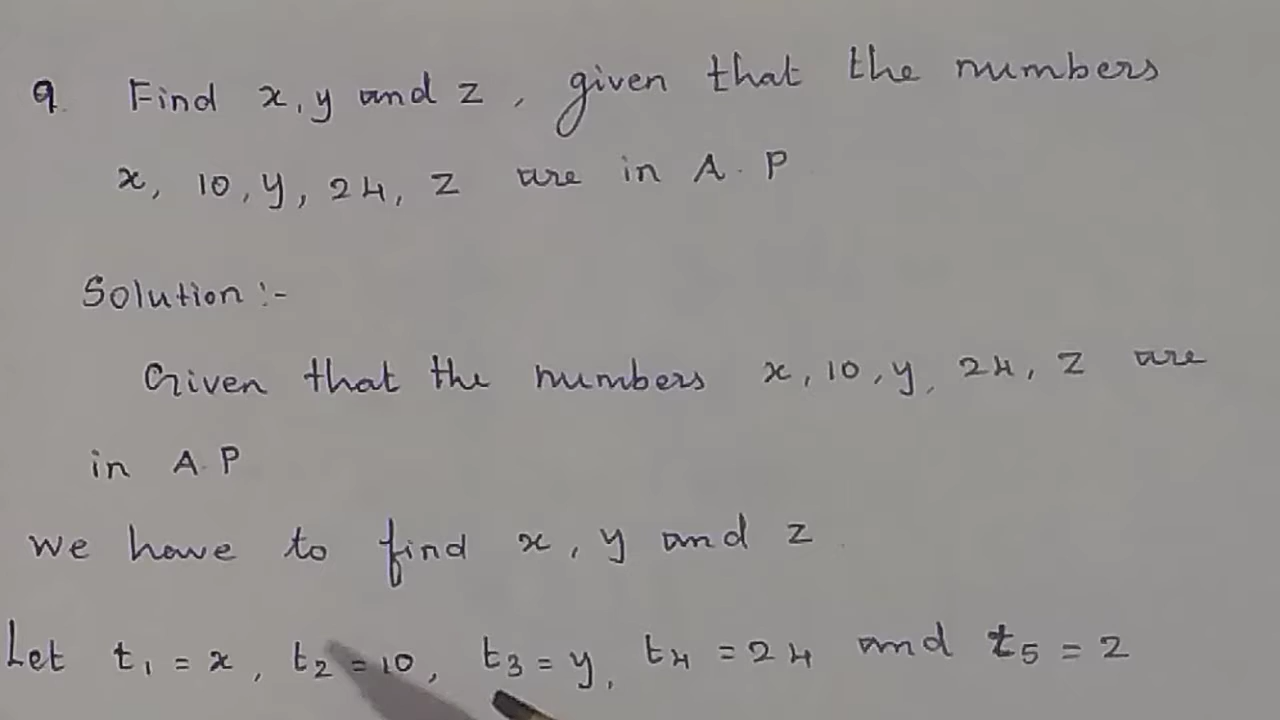 9. Find x, y and z, given that the numbers
x, 10, y, 24, z are in A.P
Solution :-
Given that the numbers x, 10, y, 24, z are
in A.P
We have to find x, y and z.
Let t₁ = x, t₂ = 10, t₃ = y, t₄ = 24 and t₅ = z